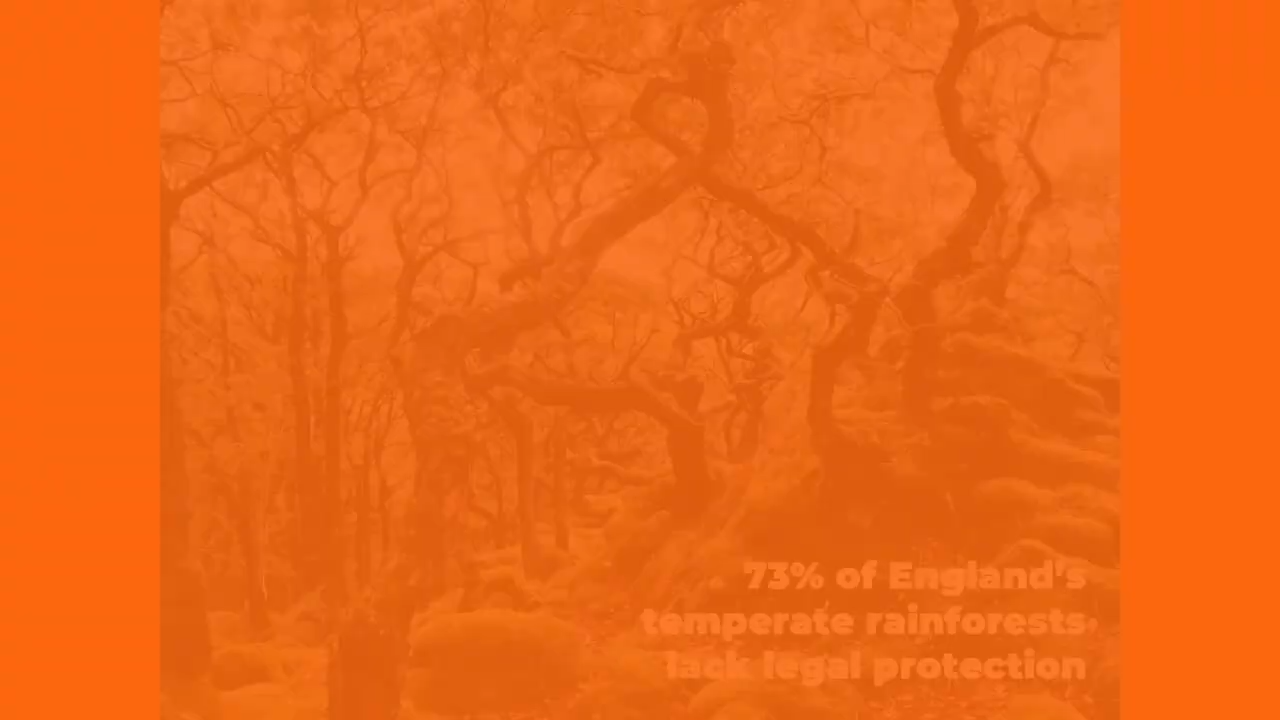 73% of England's
temperate rainforests
lack legal protection